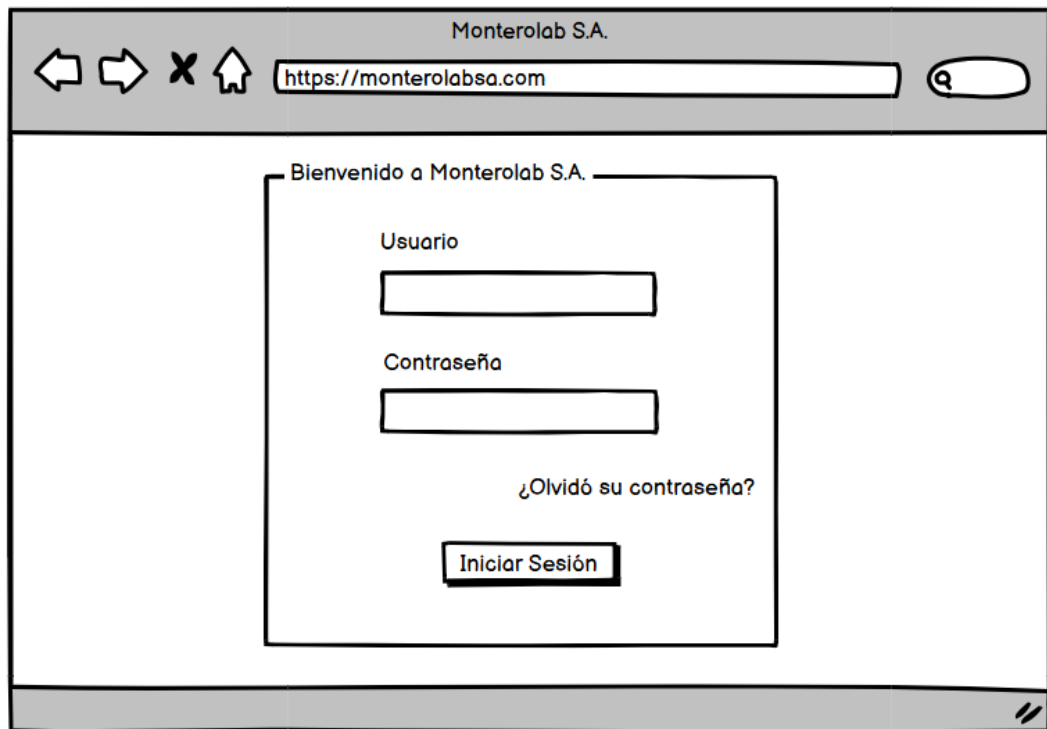 Monterolab S.A.
https://monterolabsa.com
Bienvenido a Monterolab S.A.
Usuario
Contraseña
¿Olvidó su contraseña?
Iniciar Sesión